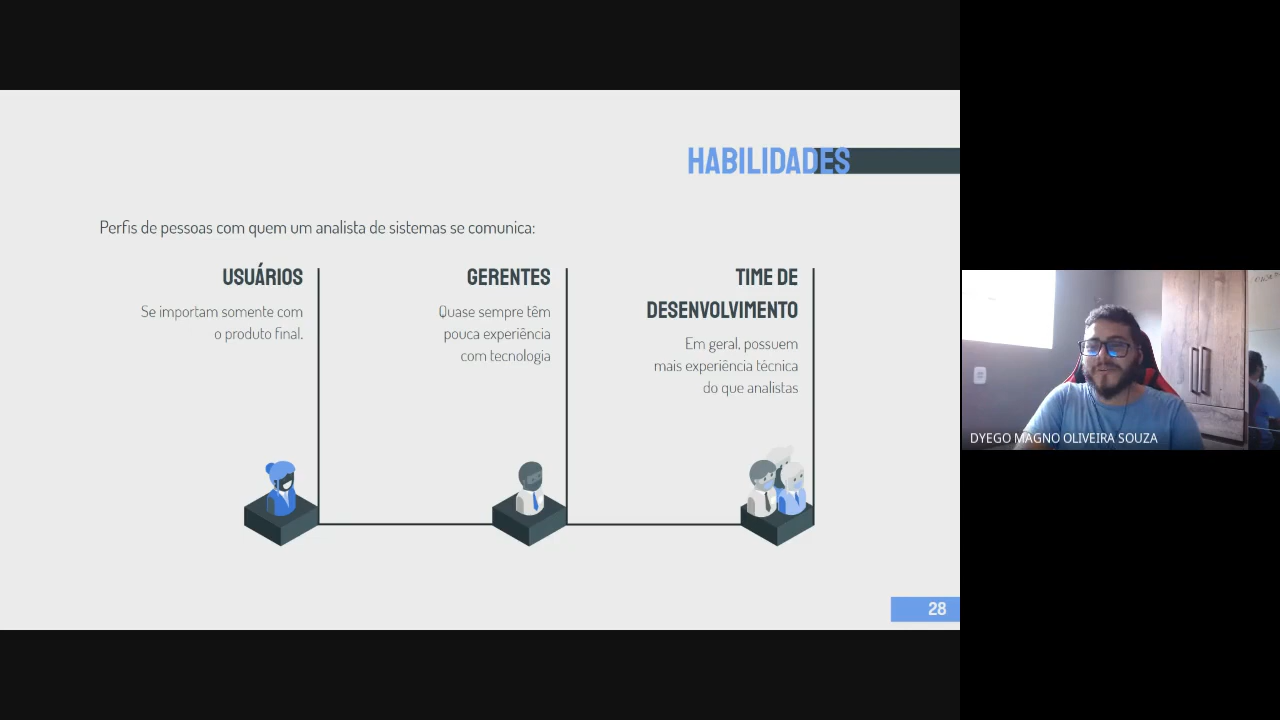 HABILIDADES
Perfis de pessoas com quem um analista de sistemas se comunica:
USUÁRIOS
Se importam somente com
o produto final.
GERENTES
Quase sempre têm
pouca experiência
com tecnologia
TIME DE
DESENVOLVIMENTO
Em geral, possuem
mais experiência técnica
do que analistas
28
DYEGO MAGNO OLIVEIRA SOUZA